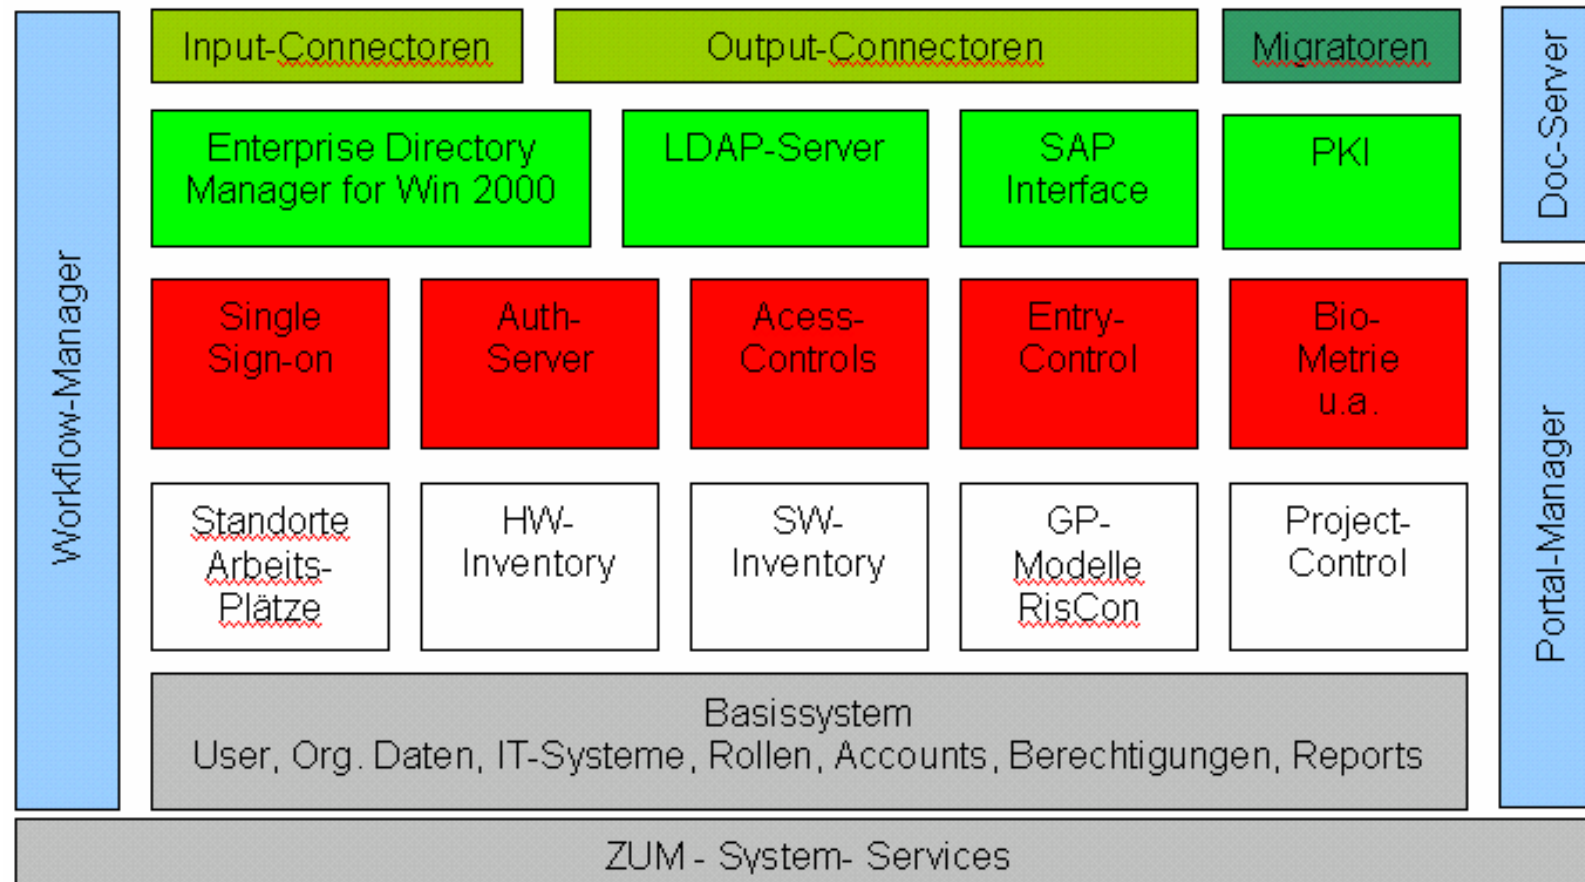 Workflow-Manager
Input-Connectoren
Output-Connectoren
Migratoren
Doc-Server
Enterprise Directory
Manager for Win 2000
LDAP-Server
SAP
Interface
PKI
Single
Sign-on
Auth-
Server
Acess-
Controls
Entry-
Control
Bio-
Metrie
u.a.
Portal-Manager
Standorte
Arbeits-
Plätze
HW-
Inventory
SW-
Inventory
GP-
Modelle
RisCon
Project-
Control
Basissystem
User, Org. Daten, IT-Systeme, Rollen, Accounts, Berechtigungen, Reports
ZUM - System- Services